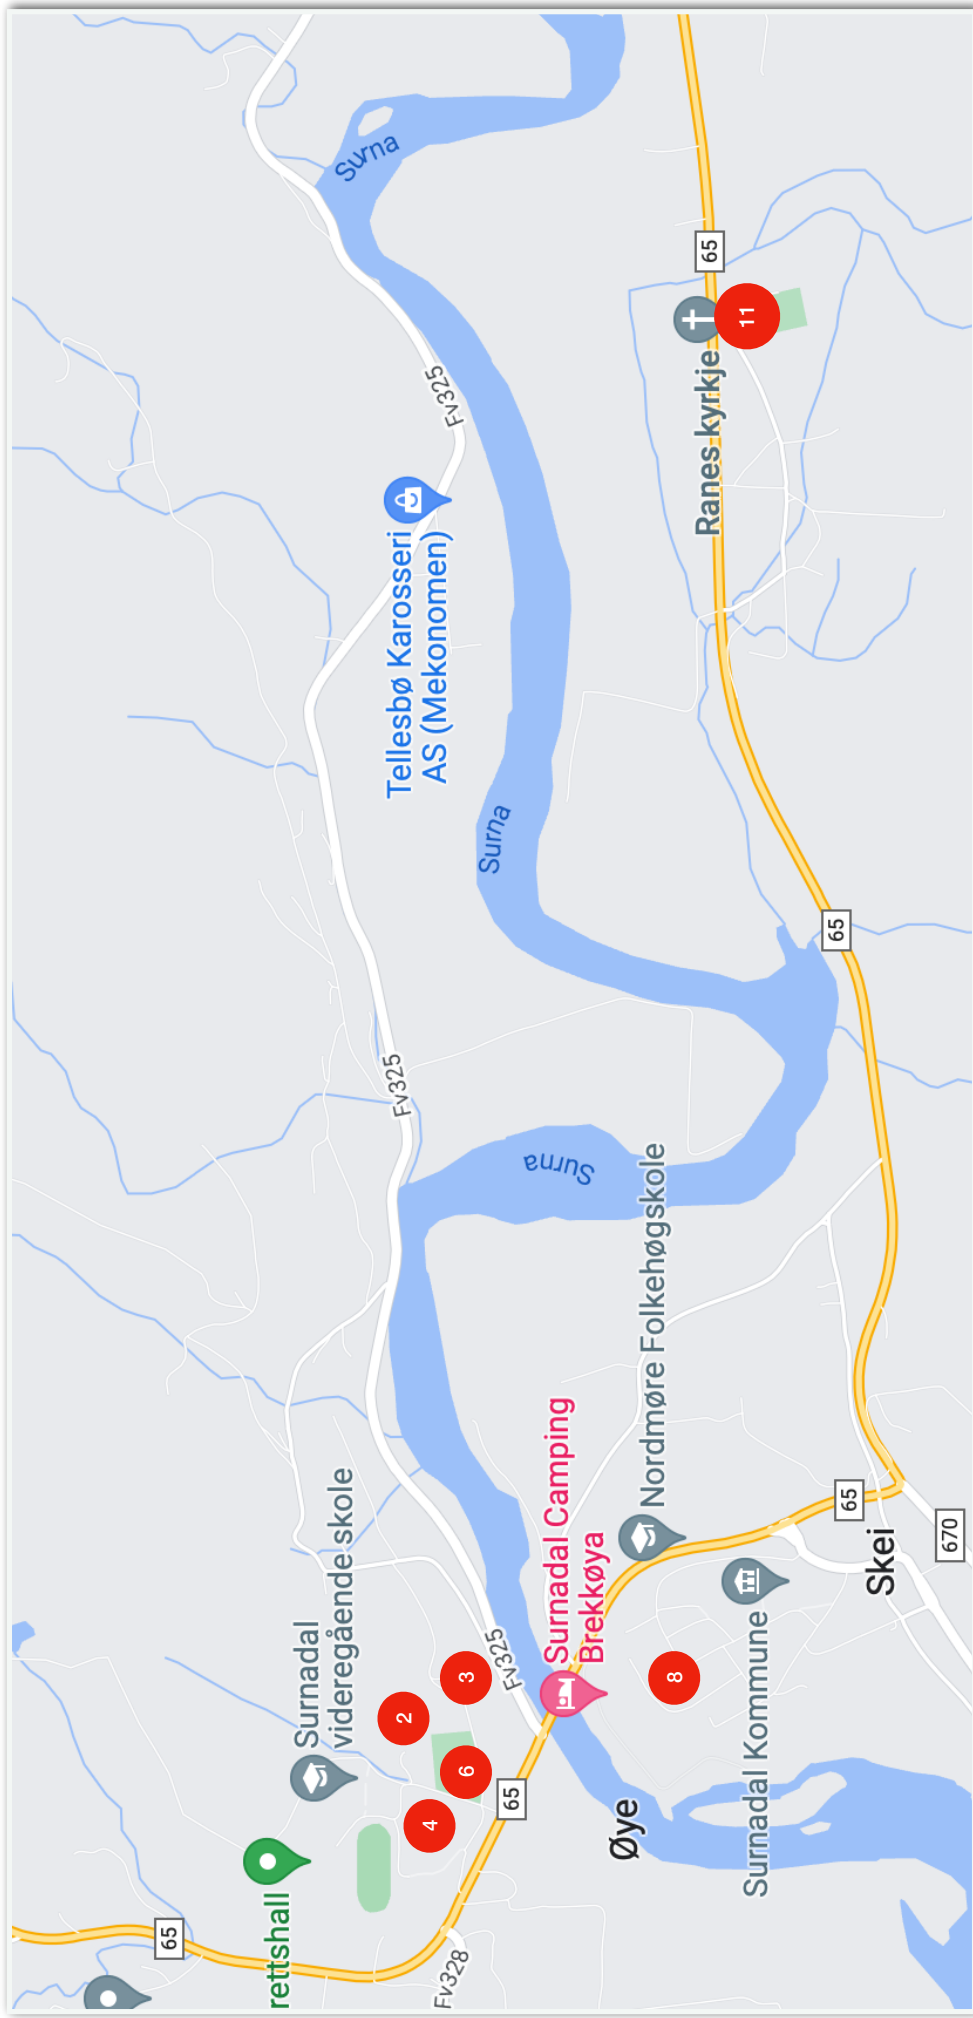 Surna
65
11
Ranes kyrkje
Fv325
Tellesbø Karosseri
AS (Mekonomen)
Surna
65
Fv325
Surna
Nordmøre Folkehøgskole
Surnadal Camping
Brekkøya
Surnadal
videregående skole
65
670
Skei
Surnadal Kommune
Fv325
3
2
8
6
4
65
Øye
rettshall
65
Fv328